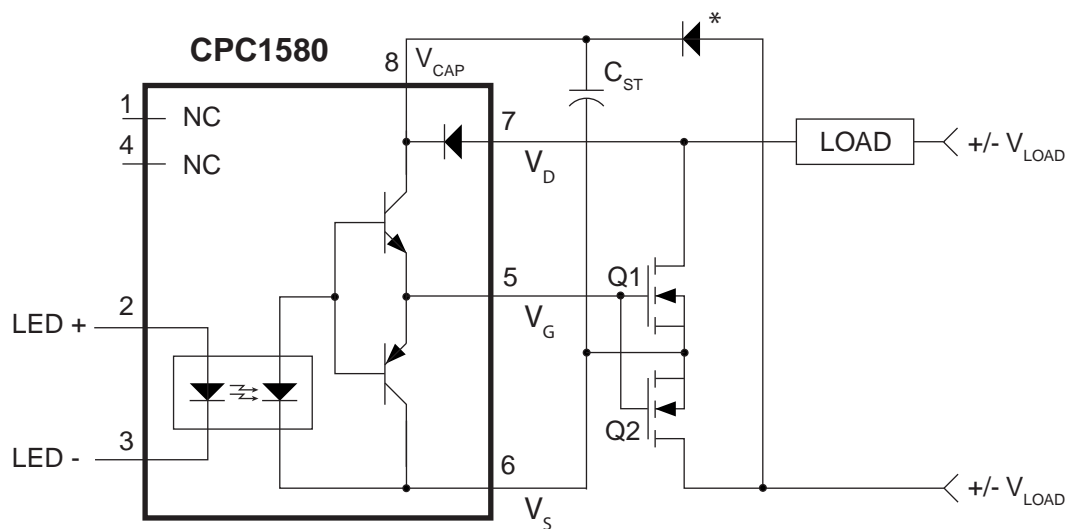 *
CPC1580
8
V_CAP
C_ST
1
NC
7
4
NC
LOAD
+/- V_LOAD
V_D
5
Q1
2
V_G
LED +
Q2
3
LED -
6
+/- V_LOAD
V_S